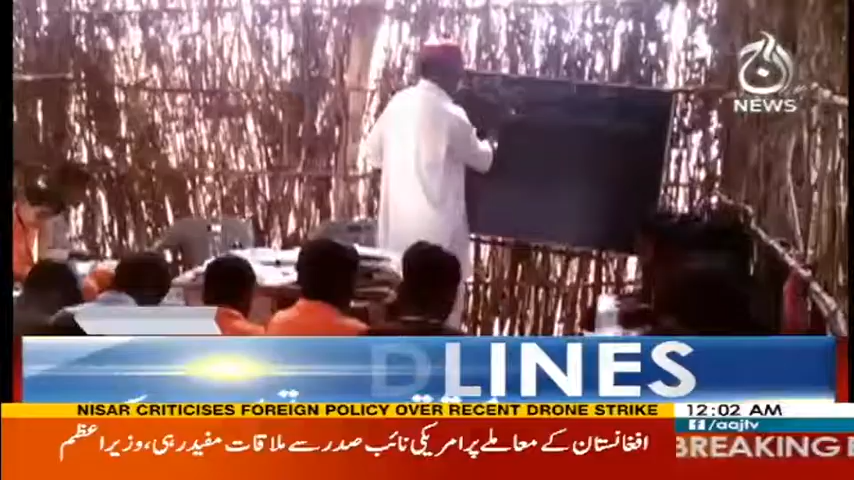 NEWS
DLINES
NISAR CRITICISES FOREIGN POLICY OVER RECENT DRONE STRIKE
12:02 AM
/aajtv
افغانستان کے معاملے پر امریکی نائب صدر سے ملاقات مفید رہی، وزیراعظم
BREAKING